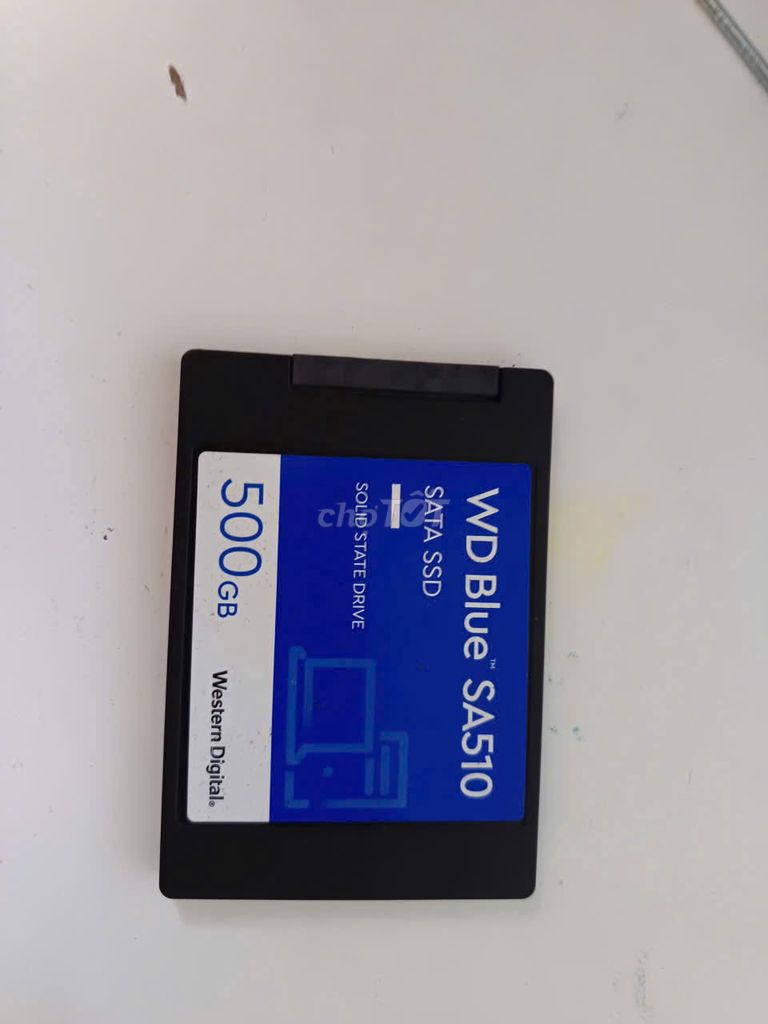 WD Blue™ SA510
SATA SSD
SOLID STATE DRIVE
500GB
Western Digital®
chợTỐT